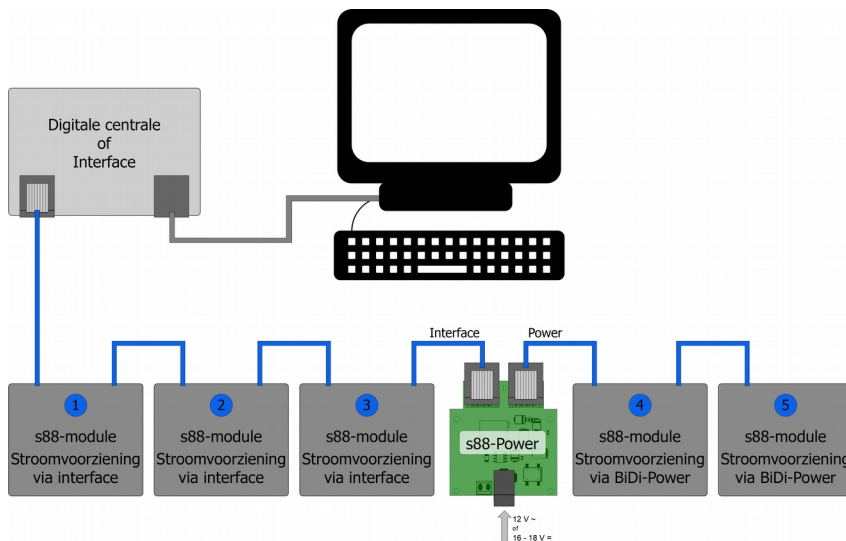 Digitale centrale
of
Interface
Interface
Power
1
s88-module
Stroomvoorziening
via interface
2
s88-module
Stroomvoorziening
via interface
3
s88-module
Stroomvoorziening
via interface
s88-Power
4
s88-module
Stroomvoorziening
via BiDi-Power
5
s88-module
Stroomvoorziening
via BiDi-Power
12 V ~
of
16 - 18 V =